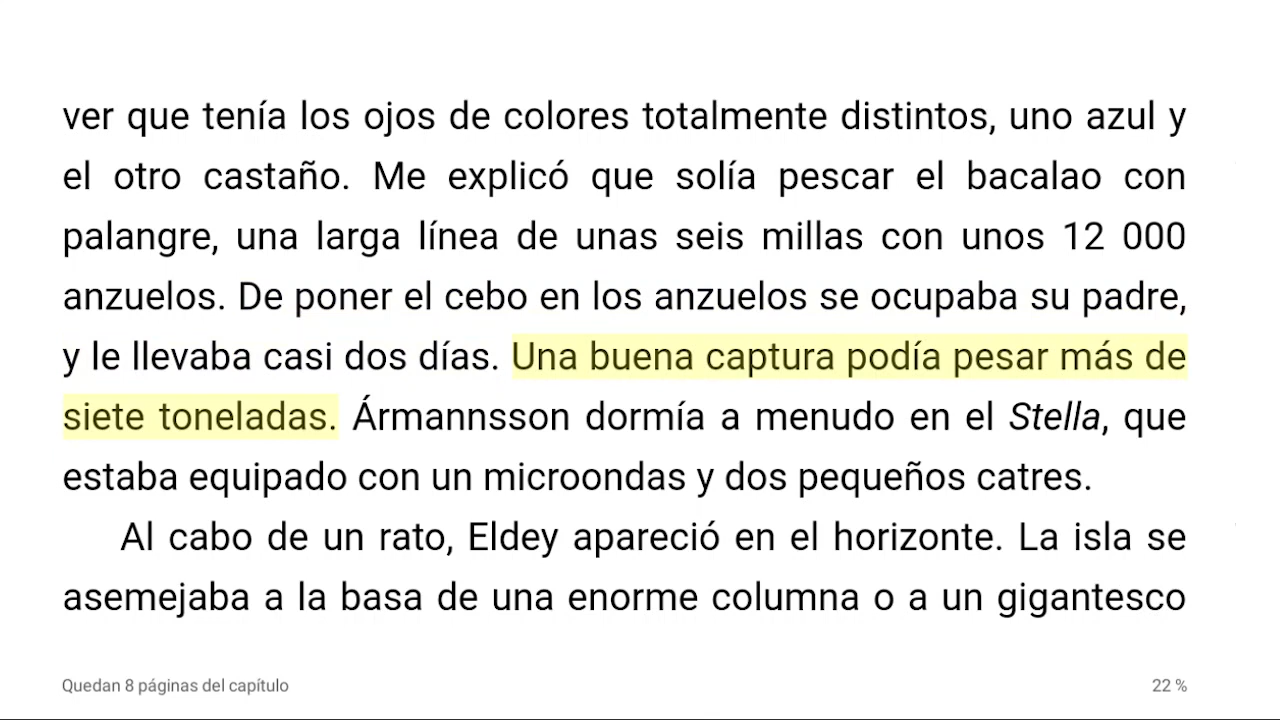 ver que tenía los ojos de colores totalmente distintos, uno azul y
el otro castaño. Me explicó que solía pescar el bacalao con
palangre, una larga línea de unas seis millas con unos 12 000
anzuelos. De poner el cebo en los anzuelos se ocupaba su padre,
y le llevaba casi dos días. Una buena captura podía pesar más de
siete toneladas. Ármannsson dormía a menudo en el Stella, que
estaba equipado con un microondas y dos pequeños catres.
Al cabo de un rato, Eldey apareció en el horizonte. La isla se
asemejaba a la basa de una enorme columna o a un gigantesco
Quedan 8 páginas del capítulo 22 %